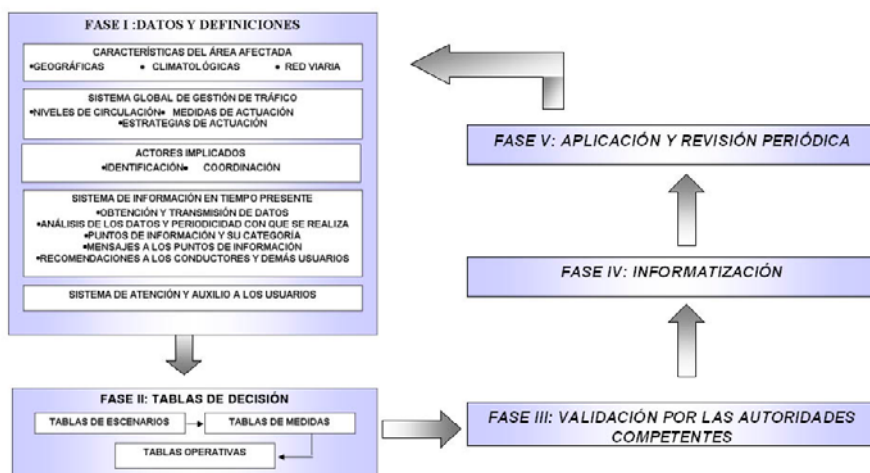 FASE I :DATOS Y DEFINICIONES
CARACTERÍSTICAS DEL ÁREA AFECTADA
•GEOGRÁFICAS • CLIMATOLÓGICAS • RED VIARIA
SISTEMA GLOBAL DE GESTIÓN DE TRÁFICO
•NIVELES DE CIRCULACIÓN• MEDIDAS DE ACTUACIÓN
•ESTRATEGIAS DE ACTUACIÓN
ACTORES IMPLICADOS
•IDENTIFICACIÓN• COORDINACIÓN
SISTEMA DE INFORMACIÓN EN TIEMPO PRESENTE
•OBTENCIÓN Y TRANSMISIÓN DE DATOS
•ANÁLISIS DE LOS DATOS Y PERIODICIDAD CON QUE SE REALIZA
•PUNTOS DE INFORMACIÓN Y SU CATEGORÍA
•MENSAJES A LOS PUNTOS DE INFORMACIÓN
•RECOMENDACIONES A LOS CONDUCTORES Y DEMÁS USUARIOS
SISTEMA DE ATENCIÓN Y AUXILIO A LOS USUARIOS
FASE II: TABLAS DE DECISIÓN
TABLAS DE ESCENARIOS
TABLAS DE MEDIDAS
TABLAS OPERATIVAS
FASE III: VALIDACIÓN POR LAS AUTORIDADES
COMPETENTES
FASE IV: INFORMATIZACIÓN
FASE V: APLICACIÓN Y REVISIÓN PERIÓDICA